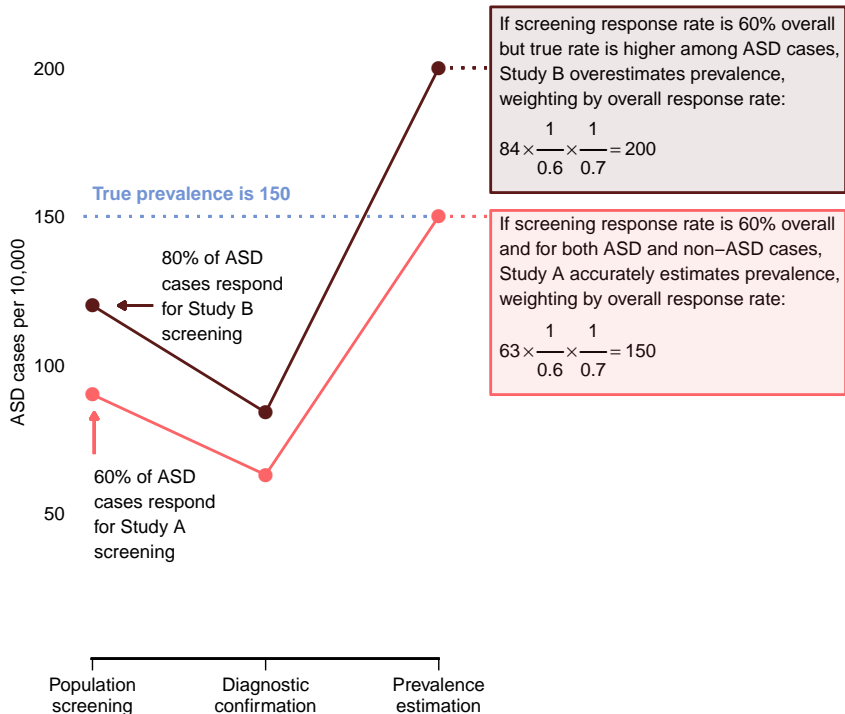 If screening response rate is 60% overall
but true rate is higher among ASD cases,
Study B overestimates prevalence,
weighting by overall response rate:
84 × 1/0.6 × 1/0.7 = 200
If screening response rate is 60% overall
and for both ASD and non−ASD cases,
Study A accurately estimates prevalence,
weighting by overall response rate:
63 × 1/0.6 × 1/0.7 = 150
ASD cases per 10,000
200
150
100
50
True prevalence is 150
80% of ASD
cases respond
for Study B
screening
60% of ASD
cases respond
for Study A
screening
Population
screening
Diagnostic
confirmation
Prevalence
estimation